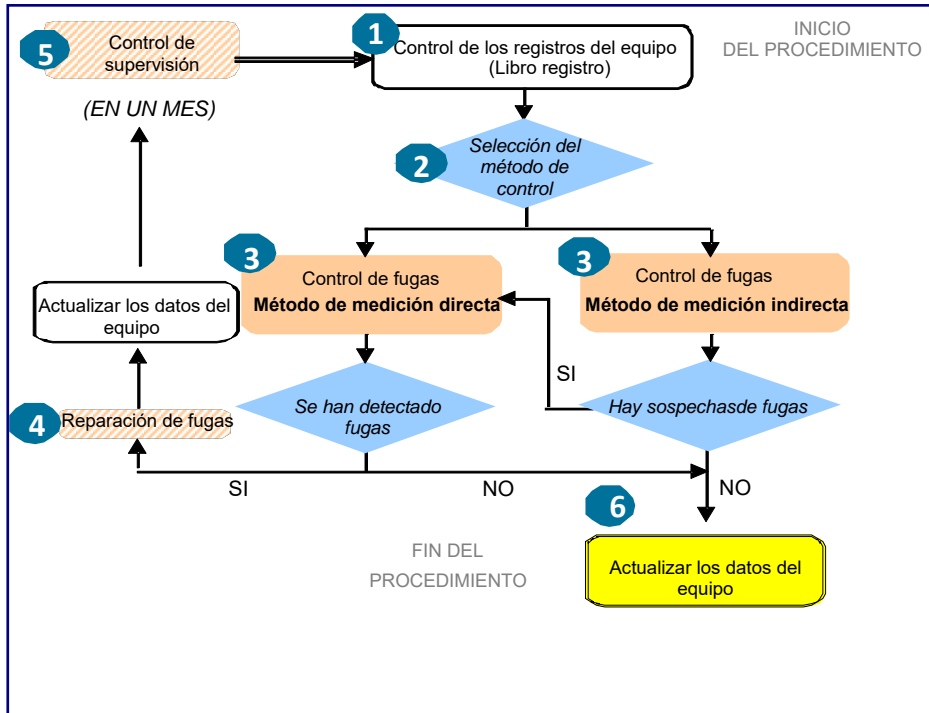 INICIO
DEL PROCEDIMIENTO
5
Control de
supervisión
1
Control de los registros del equipo
(Libro registro)
(EN UN MES)
2
Selección del
método de
control
3
Control de fugas
Método de medición directa
3
Control de fugas
Método de medición indirecta
Actualizar los datos del
equipo
SI
4
Reparación de fugas
Se han detectado
fugas
Hay sospechasde fugas
SI
NO
NO
6
FIN DEL
PROCEDIMIENTO
Actualizar los datos del
equipo